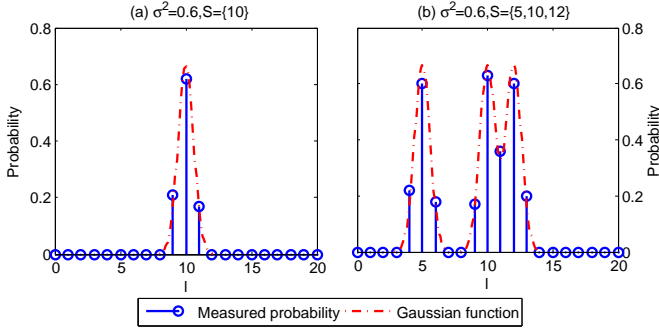 (a) σ²=0.6,S={10}
(b) σ²=0.6,S={5,10,12}
0.8
0.6
0.4
0.2
0
Probability
0 5 10 15 20
I
0.8
0.6
0.4
0.2
0
Probability
0 5 10 15 20
I
Measured probability
Gaussian function